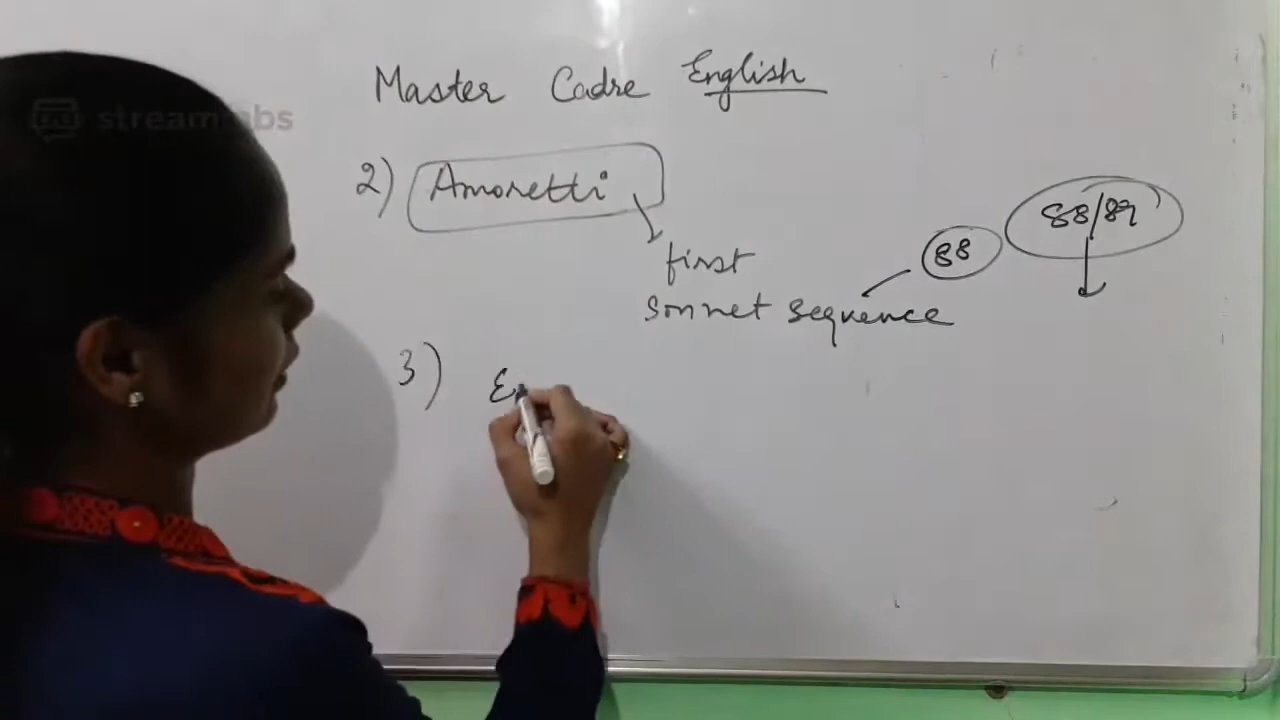 streamlabs
Master Cadre English
2) Amoretti
88/89
88
first
sonnet sequence
3)